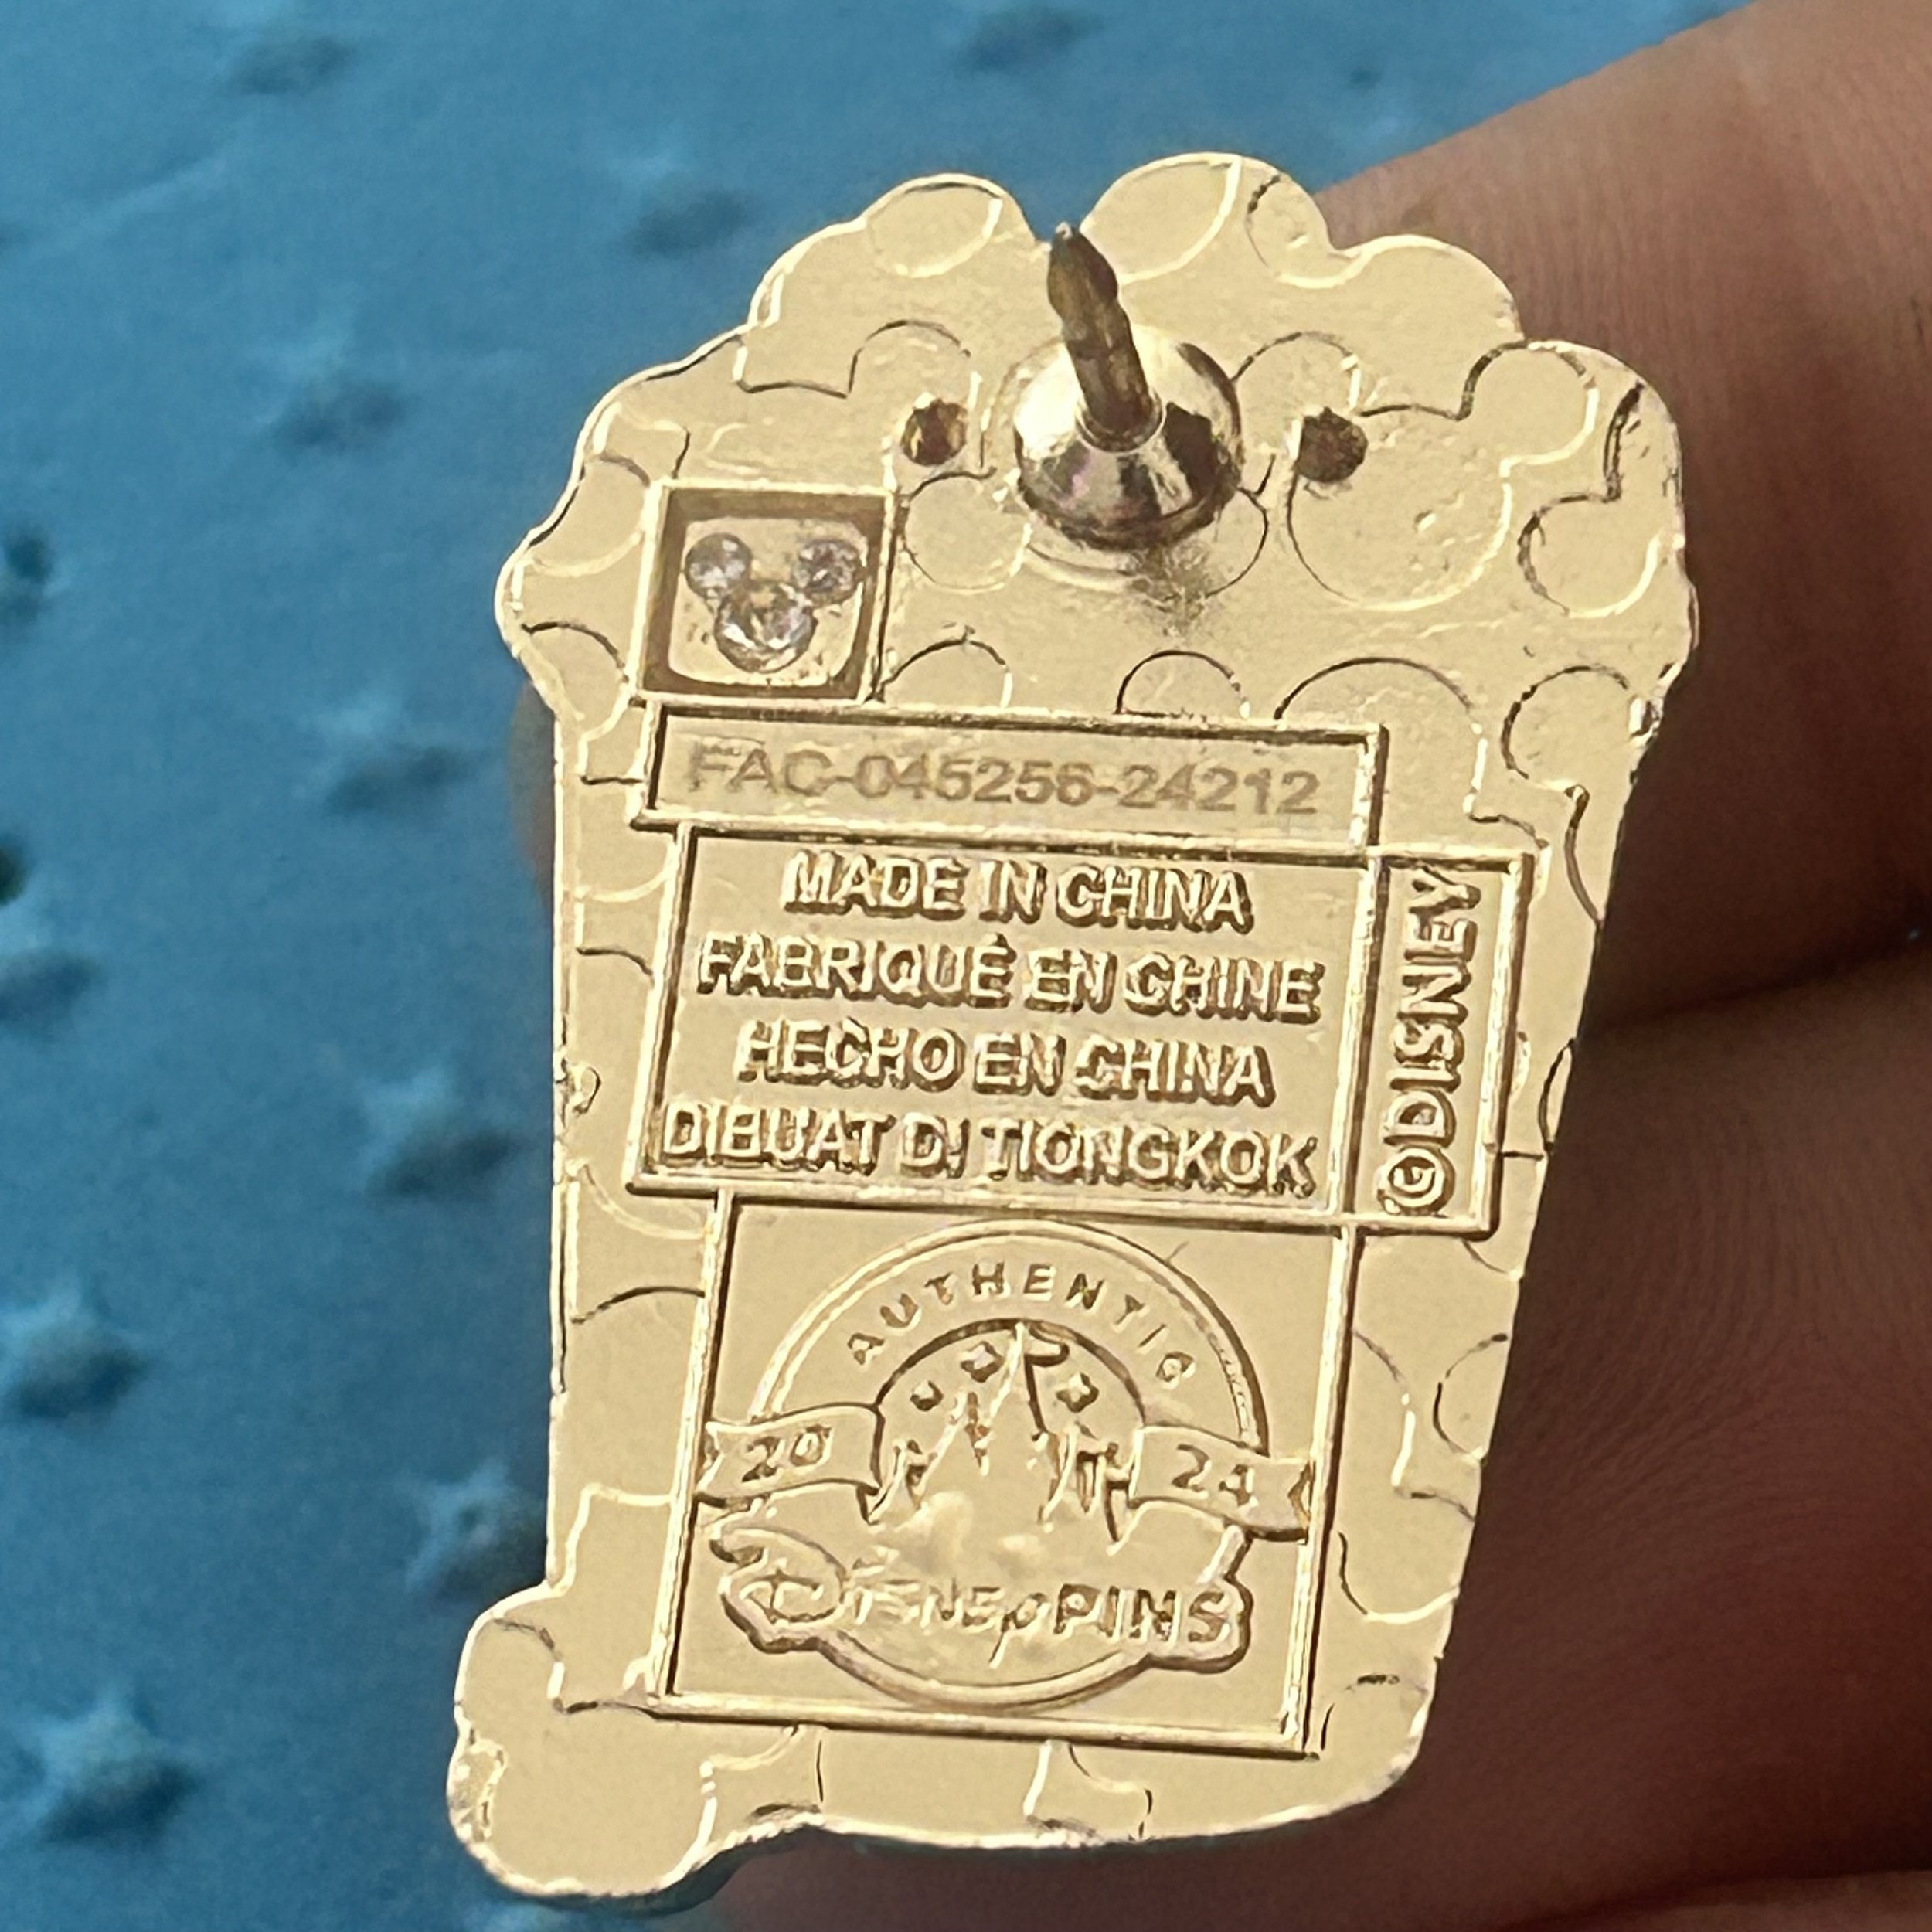 FAC-045256-24212
MADE IN CHINA
FABRIQUÉ EN CHINE
HECHO EN CHINA
DIBUAT DI TIONGKOK
©DISNEY
AUTHENTIC
20 24
Disney PINS